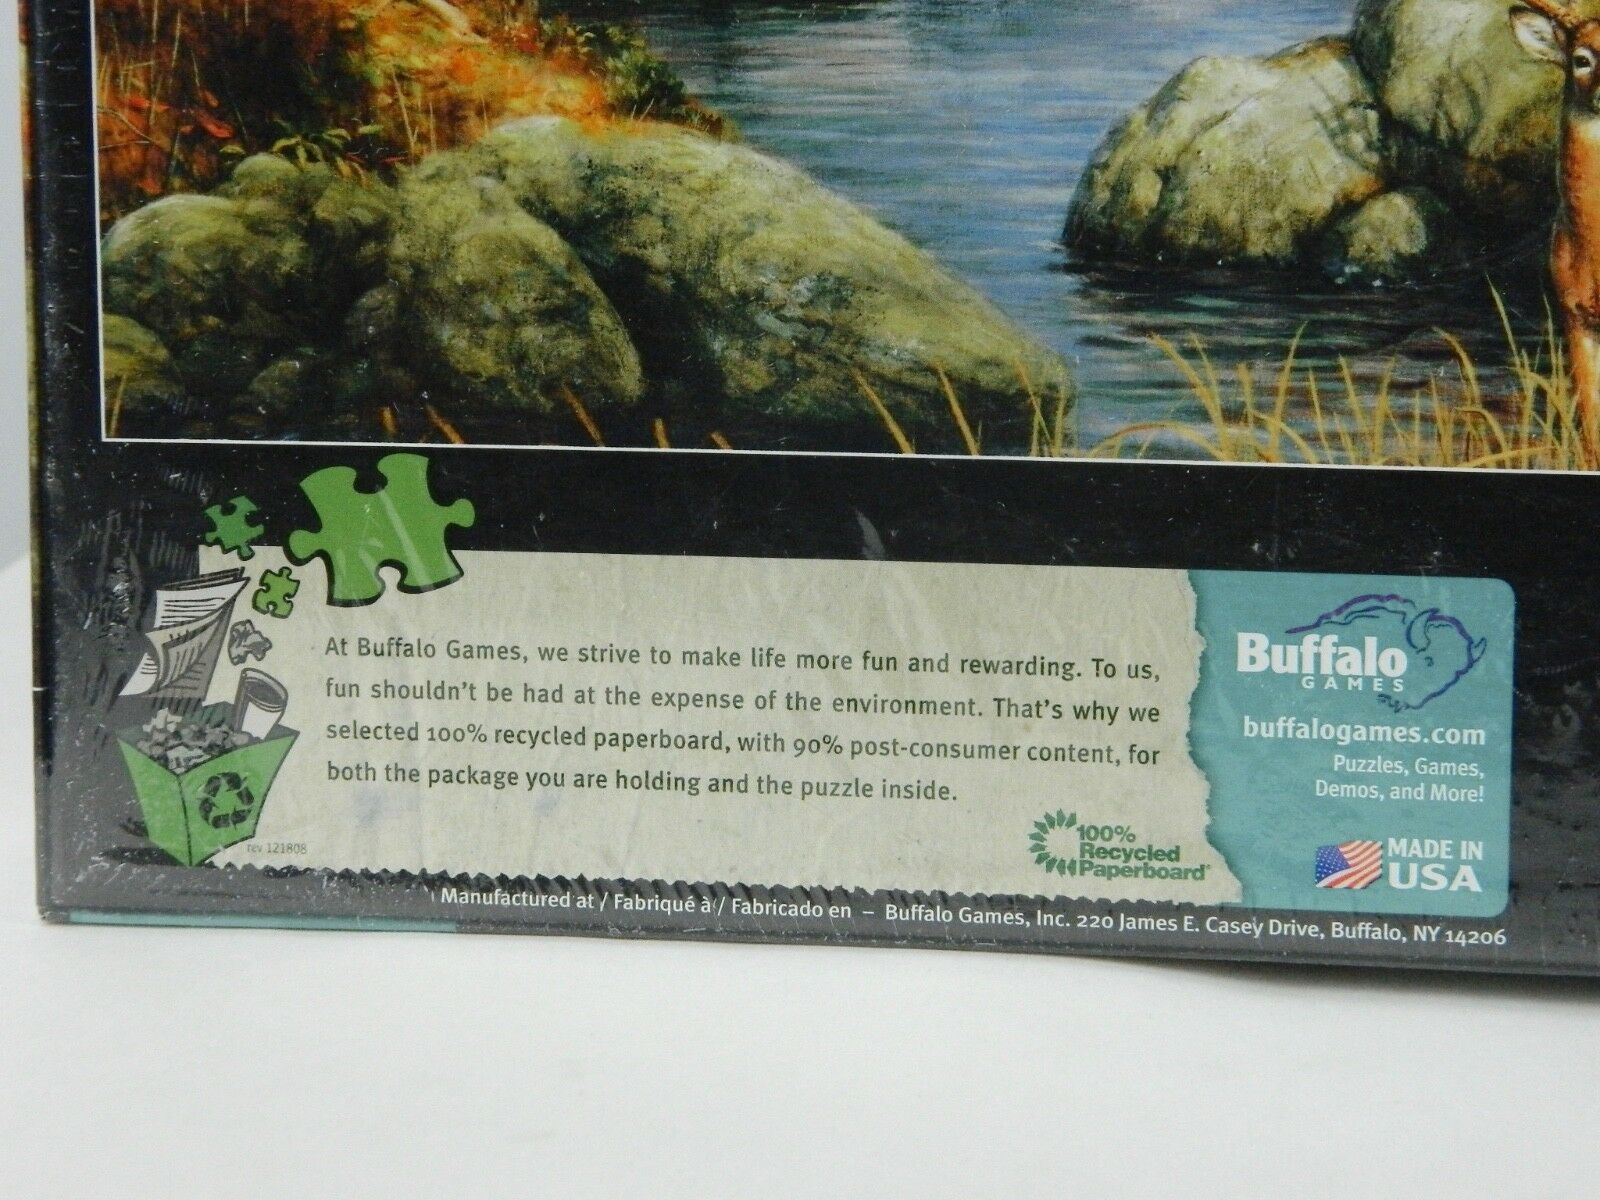 At Buffalo Games, we strive to make life more fun and rewarding. To us,
fun shouldn't be had at the expense of the environment. That's why we
selected 100% recycled paperboard, with 90% post-consumer content, for
both the package you are holding and the puzzle inside.
rev 121808
100%
Recycled
Paperboard®
Buffalo
GAMES
buffalogames.com
Puzzles, Games,
Demos, and More!
MADE IN
USA
Manufactured at / Fabriqué à / Fabricado en – Buffalo Games, Inc. 220 James E. Casey Drive, Buffalo, NY 14206